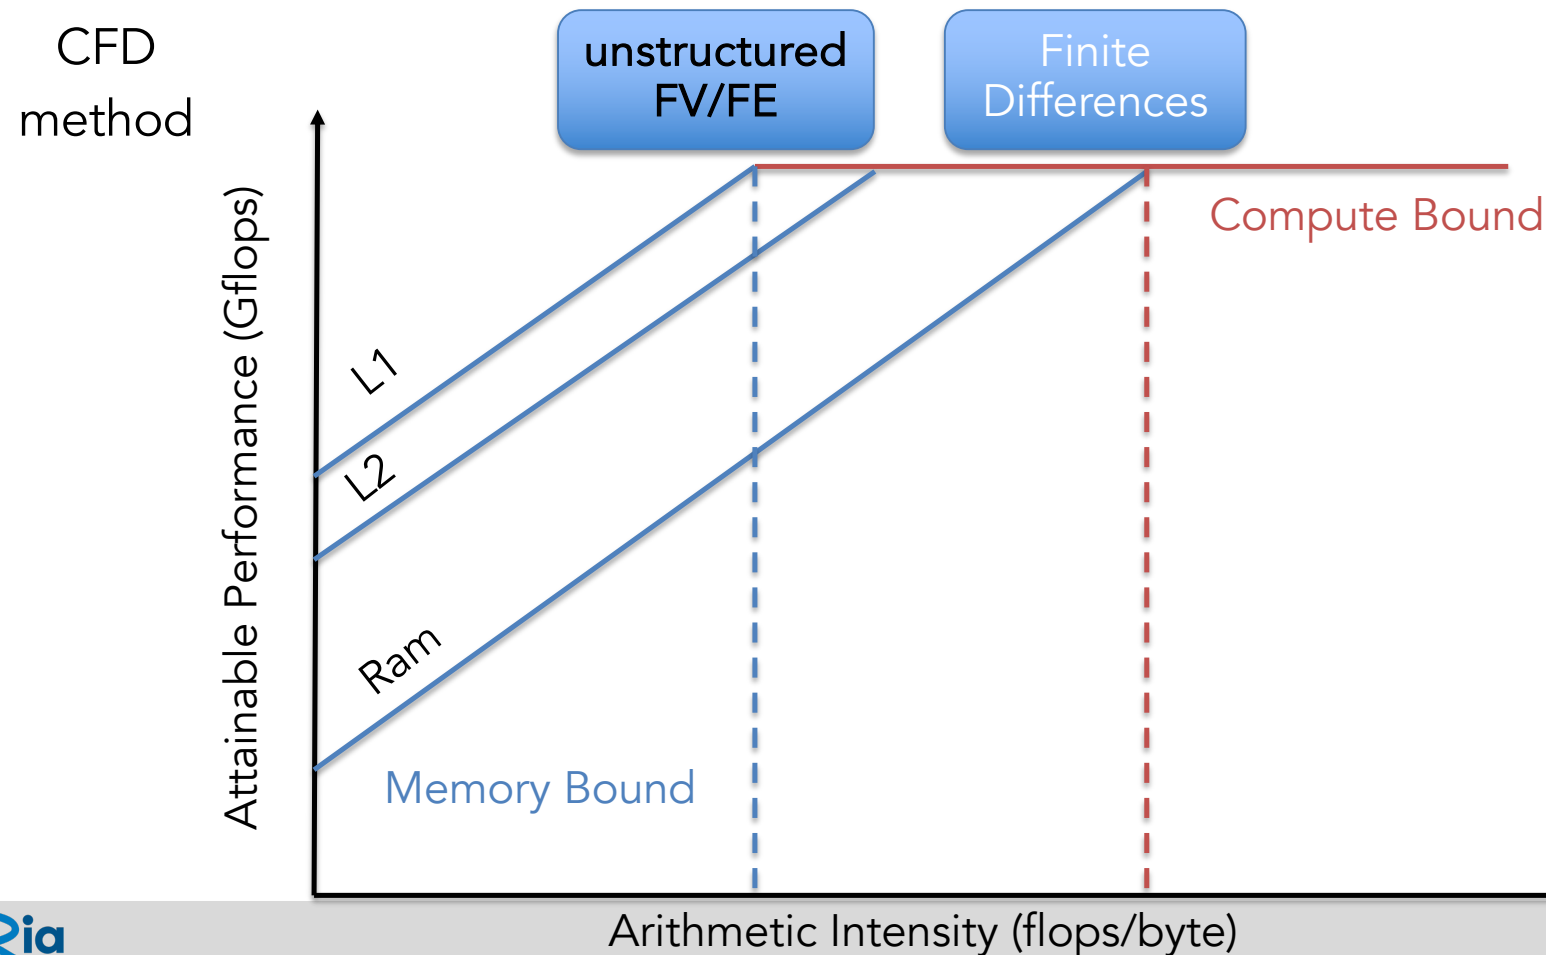 CFD
method
unstructured
FV/FE
Finite
Differences
Compute Bound
Attainable Performance (Gflops)
L1
L2
Ram
Memory Bound
Arithmetic Intensity (flops/byte)